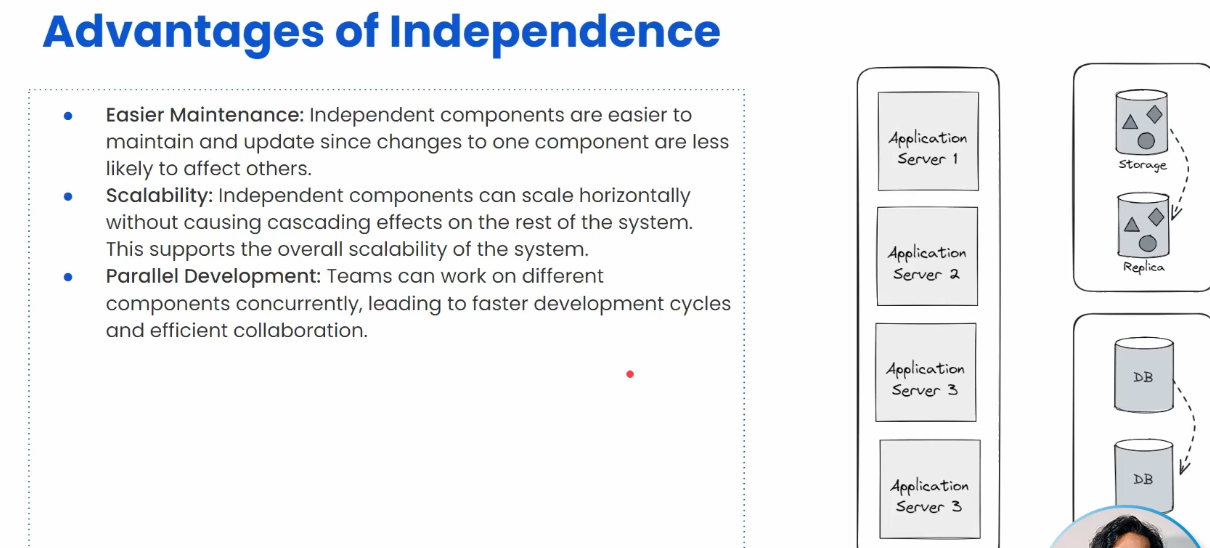 Advantages of Independence
● Easier Maintenance: Independent components are easier to
maintain and update since changes to one component are less
likely to affect others.
● Scalability: Independent components can scale horizontally
without causing cascading effects on the rest of the system.
This supports the overall scalability of the system.
● Parallel Development: Teams can work on different
components concurrently, leading to faster development cycles
and efficient collaboration.
Application
Server 1
Application
Server 2
Application
Server 3
Application
Server 3
Storage
Replica
DB
DB